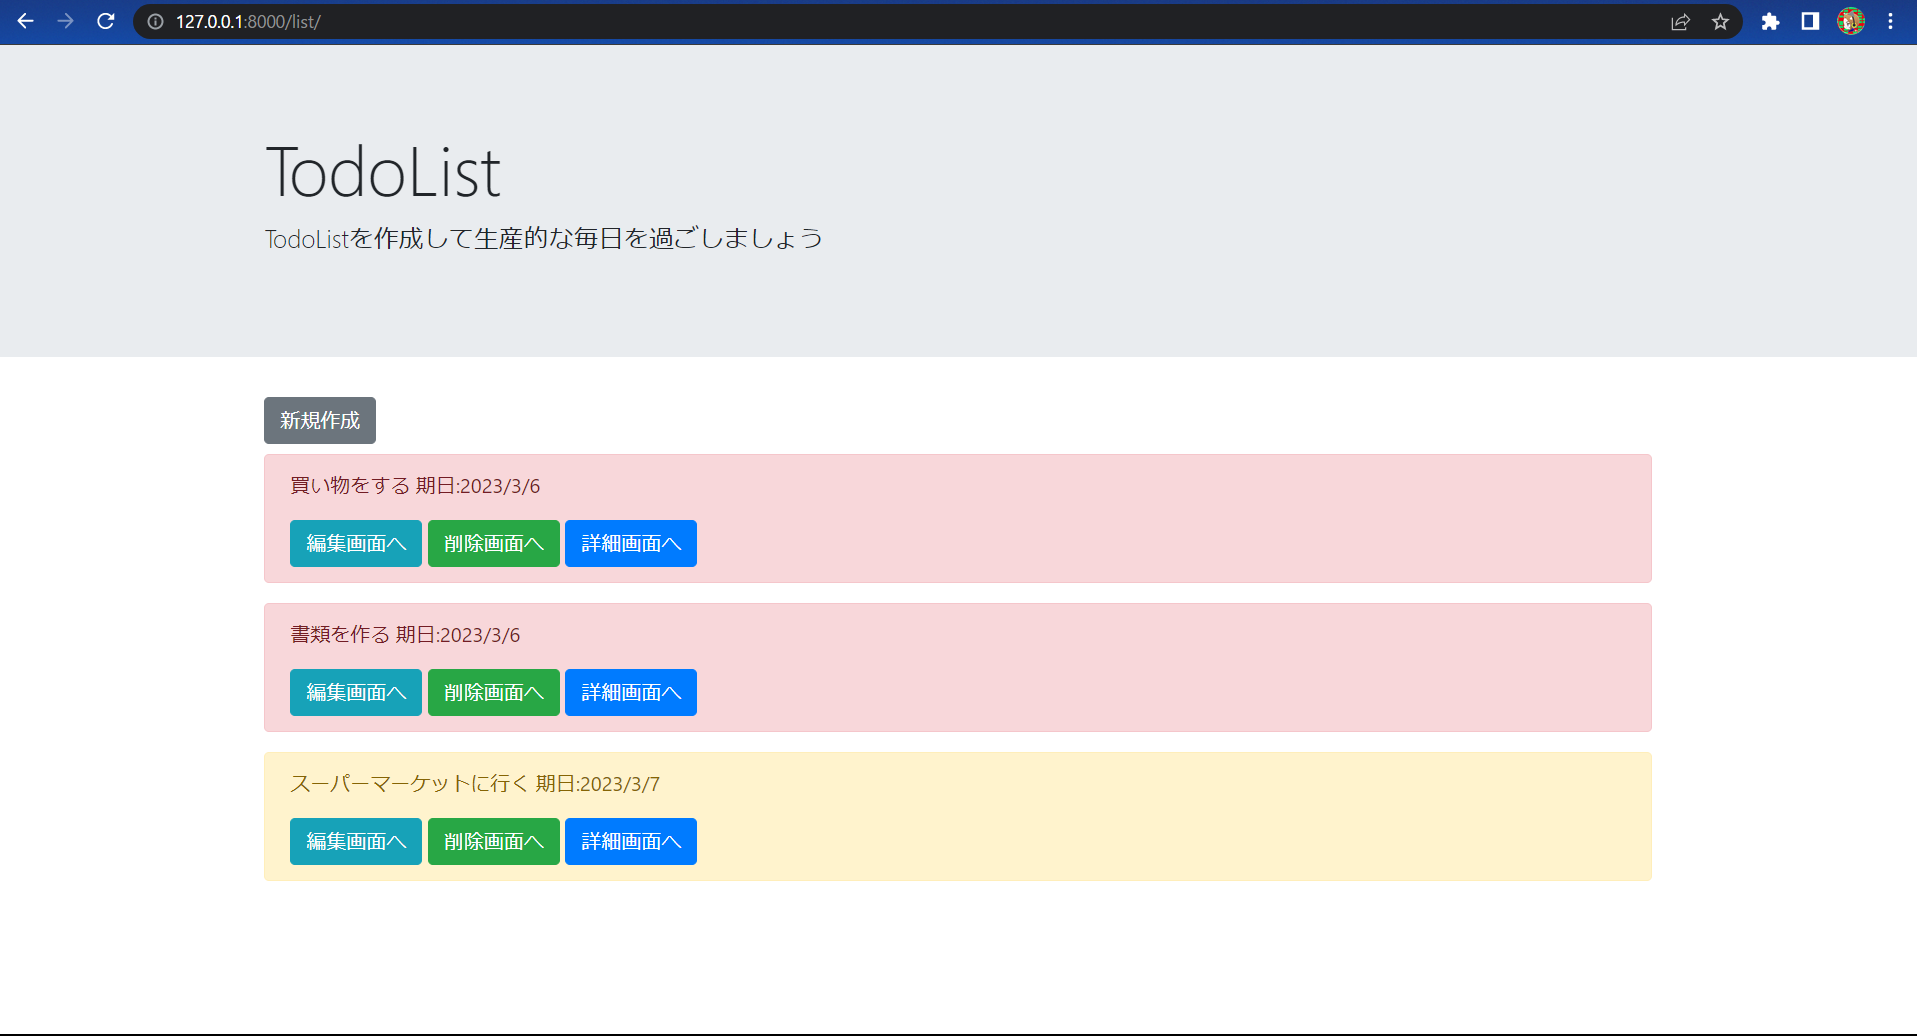 127.0.0.1:8000/list/
TodoList
TodoListを作成して生産的な毎日を過ごしましょう
新規作成
買い物をする 期日:2023/3/6
編集画面へ 削除画面へ 詳細画面へ
書類を作る 期日:2023/3/6
編集画面へ 削除画面へ 詳細画面へ
スーパーマーケットに行く 期日:2023/3/7
編集画面へ 削除画面へ 詳細画面へ